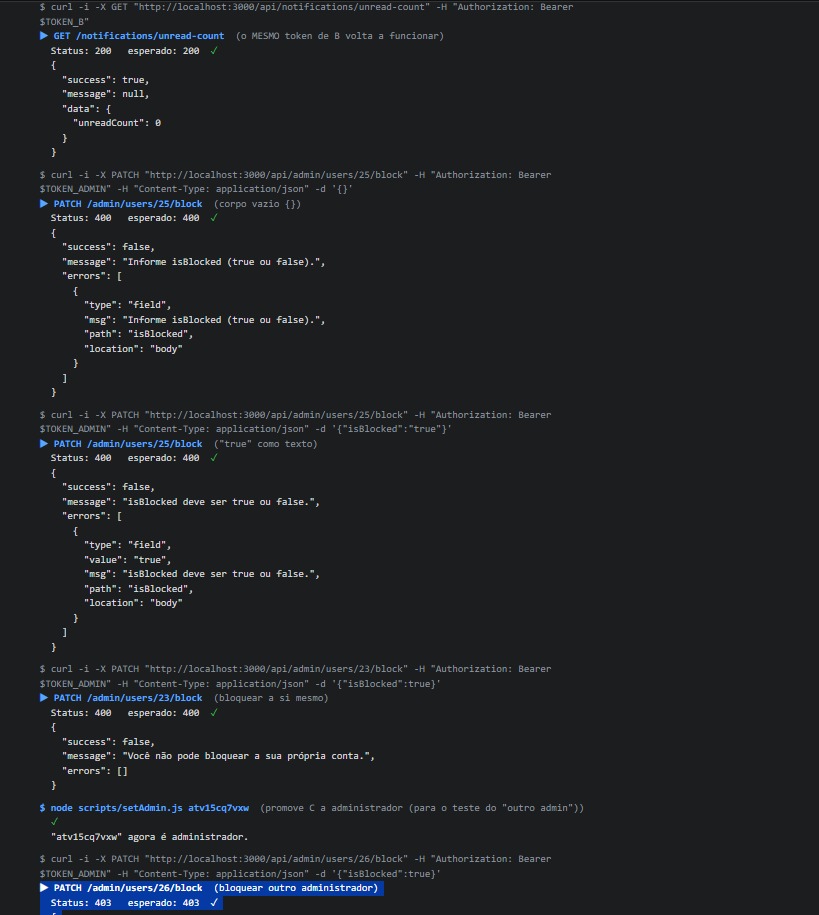 $ curl -i -X GET "http://localhost:3000/api/notifications/unread-count" -H "Authorization: Bearer
$TOKEN_B"
▶ GET /notifications/unread-count (o MESMO token de B volta a funcionar)
Status: 200 esperado: 200 ✓
{
"success": true,
"message": null,
"data": {
"unreadCount": 0
}
}
$ curl -i -X PATCH "http://localhost:3000/api/admin/users/25/block" -H "Authorization: Bearer
$TOKEN_ADMIN" -H "Content-Type: application/json" -d '{}'
▶ PATCH /admin/users/25/block (corpo vazio {})
Status: 400 esperado: 400 ✓
{
"success": false,
"message": "Informe isBlocked (true ou false).",
"errors": [
{
"type": "field",
"msg": "Informe isBlocked (true ou false).",
"path": "isBlocked",
"location": "body"
}
]
}
$ curl -i -X PATCH "http://localhost:3000/api/admin/users/25/block" -H "Authorization: Bearer
$TOKEN_ADMIN" -H "Content-Type: application/json" -d '{"isBlocked":"true"}'
▶ PATCH /admin/users/25/block ("true" como texto)
Status: 400 esperado: 400 ✓
{
"success": false,
"message": "isBlocked deve ser true ou false.",
"errors": [
{
"type": "field",
"value": "true",
"msg": "isBlocked deve ser true ou false.",
"path": "isBlocked",
"location": "body"
}
]
}
$ curl -i -X PATCH "http://localhost:3000/api/admin/users/23/block" -H "Authorization: Bearer
$TOKEN_ADMIN" -H "Content-Type: application/json" -d '{"isBlocked":true}'
▶ PATCH /admin/users/23/block (bloquear a si mesmo)
Status: 400 esperado: 400 ✓
{
"success": false,
"message": "Você não pode bloquear a sua própria conta.",
"errors": []
}
$ node scripts/setAdmin.js atv15cq7vxw (promove C a administrador (para o teste do "outro admin"))
✓
"atv15cq7vxw" agora é administrador.
$ curl -i -X PATCH "http://localhost:3000/api/admin/users/26/block" -H "Authorization: Bearer
$TOKEN_ADMIN" -H "Content-Type: application/json" -d '{"isBlocked":true}'
▶ PATCH /admin/users/26/block (bloquear outro administrador)
Status: 403 esperado: 403 ✓
{